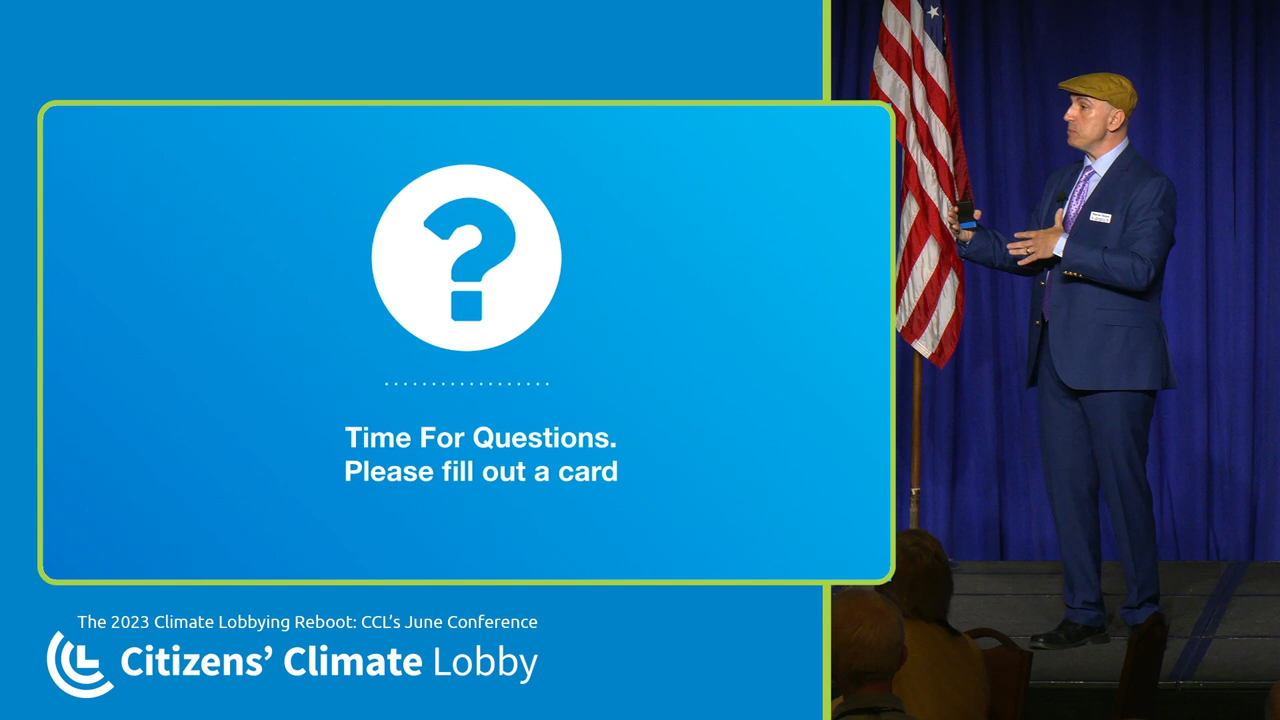 ?
Time For Questions.
Please fill out a card
The 2023 Climate Lobbying Reboot: CCL's June Conference
Citizens' Climate Lobby